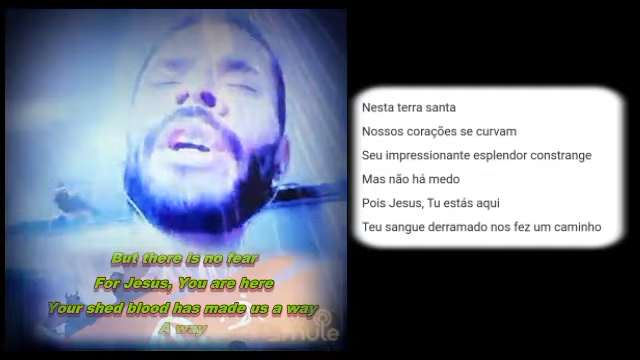 But there is no fear
For Jesus, You are here
Your shed blood has made us a way
A way
smule
Nesta terra santa
Nossos corações se curvam
Seu impressionante esplendor constrange
Mas não há medo
Pois Jesus, Tu estás aqui
Teu sangue derramado nos fez um caminho